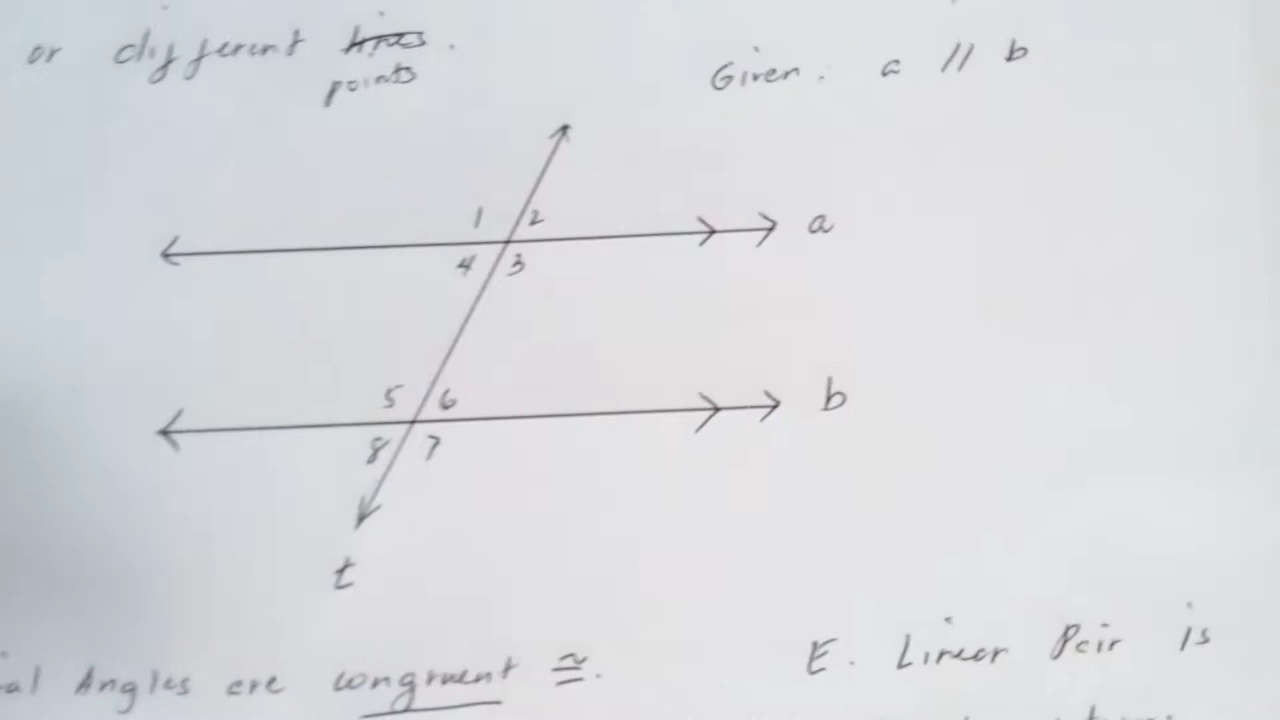 or different lines.
points
Given: a // b
1 2
a
4 3
5 6
b
8 7
t
al Angles are congruent ≅.
E. Linear Pair is